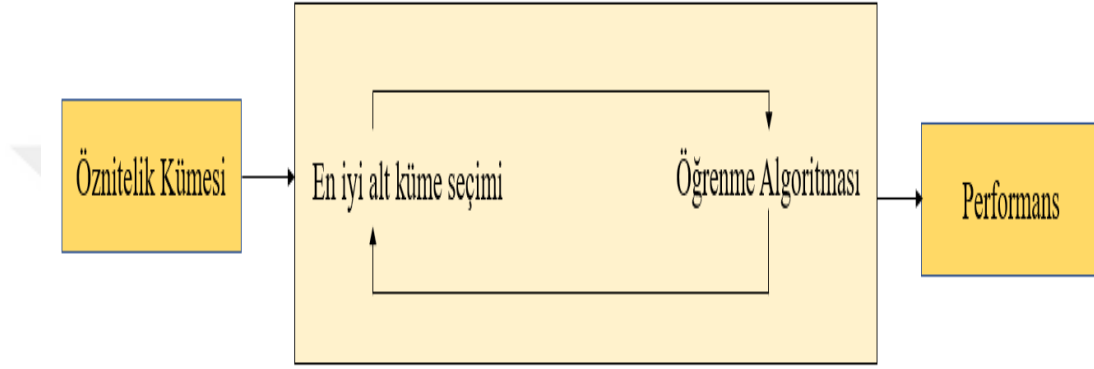 Öznitelik Kümesi
En iyi alt küme seçimi
Öğrenme Algoritması
Performans